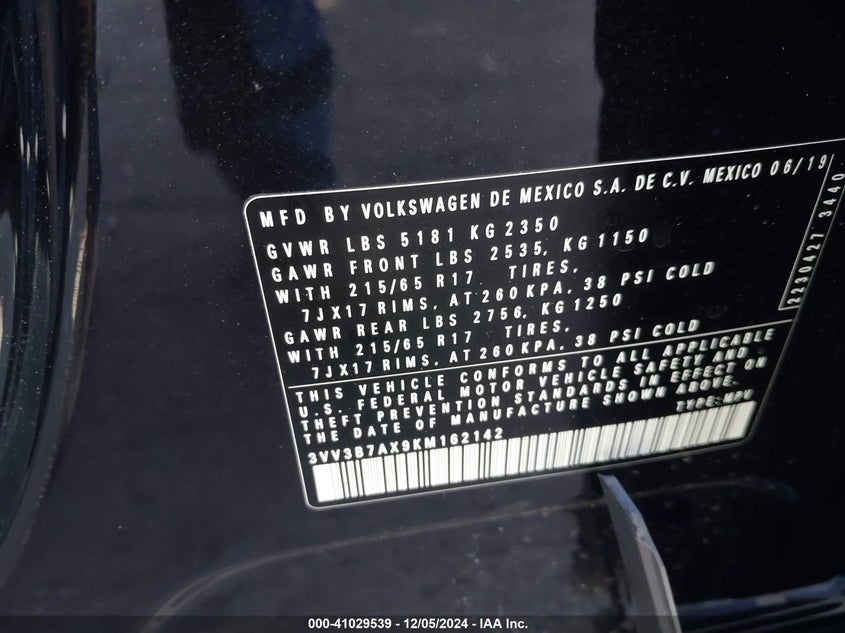 MFD BY VOLKSWAGEN DE MEXICO S.A. DE C.V. MEXICO 06/19
GVWR LBS 5181 KG 2350
GAWR FRONT LBS 2535, KG 1150
WITH 215/65 R17 TIRES,
7JX17 RIMS, AT 260 KPA, 38 PSI COLD
GAWR REAR LBS 2756, KG 1250
WITH 215/65 R17 TIRES,
7JX17 RIMS, AT 260 KPA, 38 PSI COLD
THIS VEHICLE CONFORMS TO ALL APPLICABLE
U.S. FEDERAL MOTOR VEHICLE SAFETY AND
THEFT PREVENTION STANDARDS IN EFFECT ON
THE DATE OF MANUFACTURE SHOWN ABOVE.
TYPE: MPV
3VV3B7AX9KM162142
2230427 3440
000-41029539 - 12/05/2024 - IAA Inc.